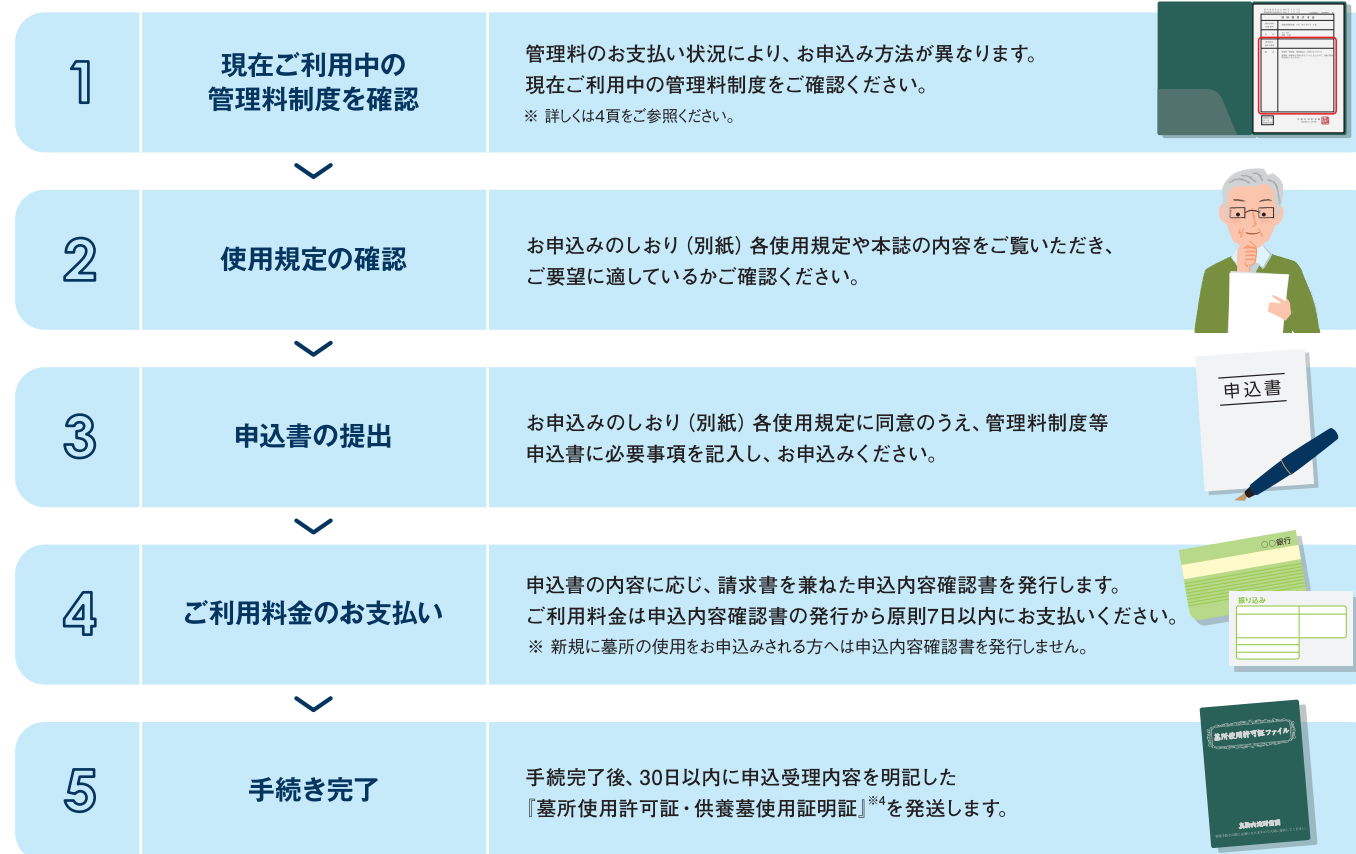 1
現在ご利用中の
管理料制度を確認
管理料のお支払い状況により、お申込み方法が異なります。
現在ご利用中の管理料制度をご確認ください。
※ 詳しくは4頁をご参照ください。
2
使用規定の確認
お申込みのしおり（別紙）各使用規定や本誌の内容をご覧いただき、
ご要望に適しているかご確認ください。
3
申込書の提出
お申込みのしおり（別紙）各使用規定に同意のうえ、管理料制度等
申込書に必要事項を記入し、お申込みください。
申込書
4
ご利用料金のお支払い
申込書の内容に応じ、請求書を兼ねた申込内容確認書を発行します。
ご利用料金は申込内容確認書の発行から原則7日以内にお支払いください。
※ 新規に墓所の使用をお申込みされる方へは申込内容確認書を発行しません。
○○銀行
振り込み
5
手続き完了
手続完了後、30日以内に申込受理内容を明記した
『墓所使用許可証・供養墓使用証明証』※4を発送します。
墓所使用許可証ファイル